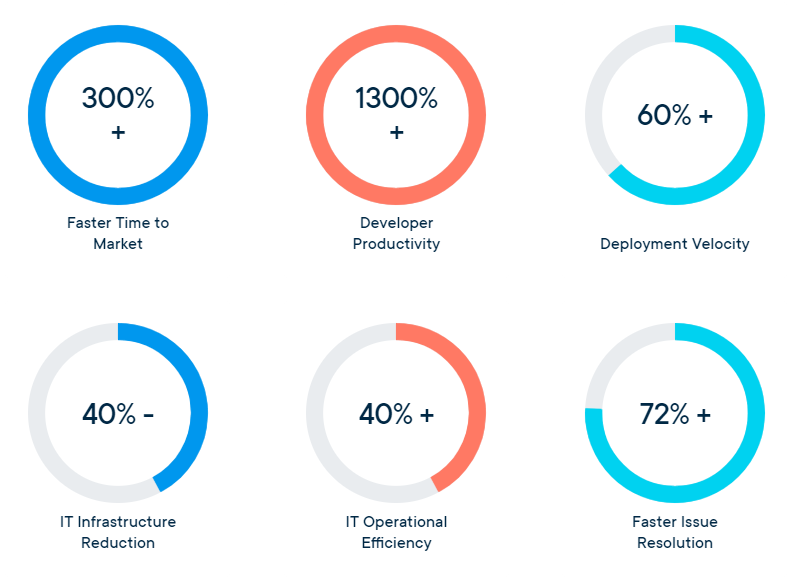 300%
+
Faster Time to
Market
1300%
+
Developer
Productivity
60% +
Deployment Velocity
40% -
IT Infrastructure
Reduction
40% +
IT Operational
Efficiency
72% +
Faster Issue
Resolution